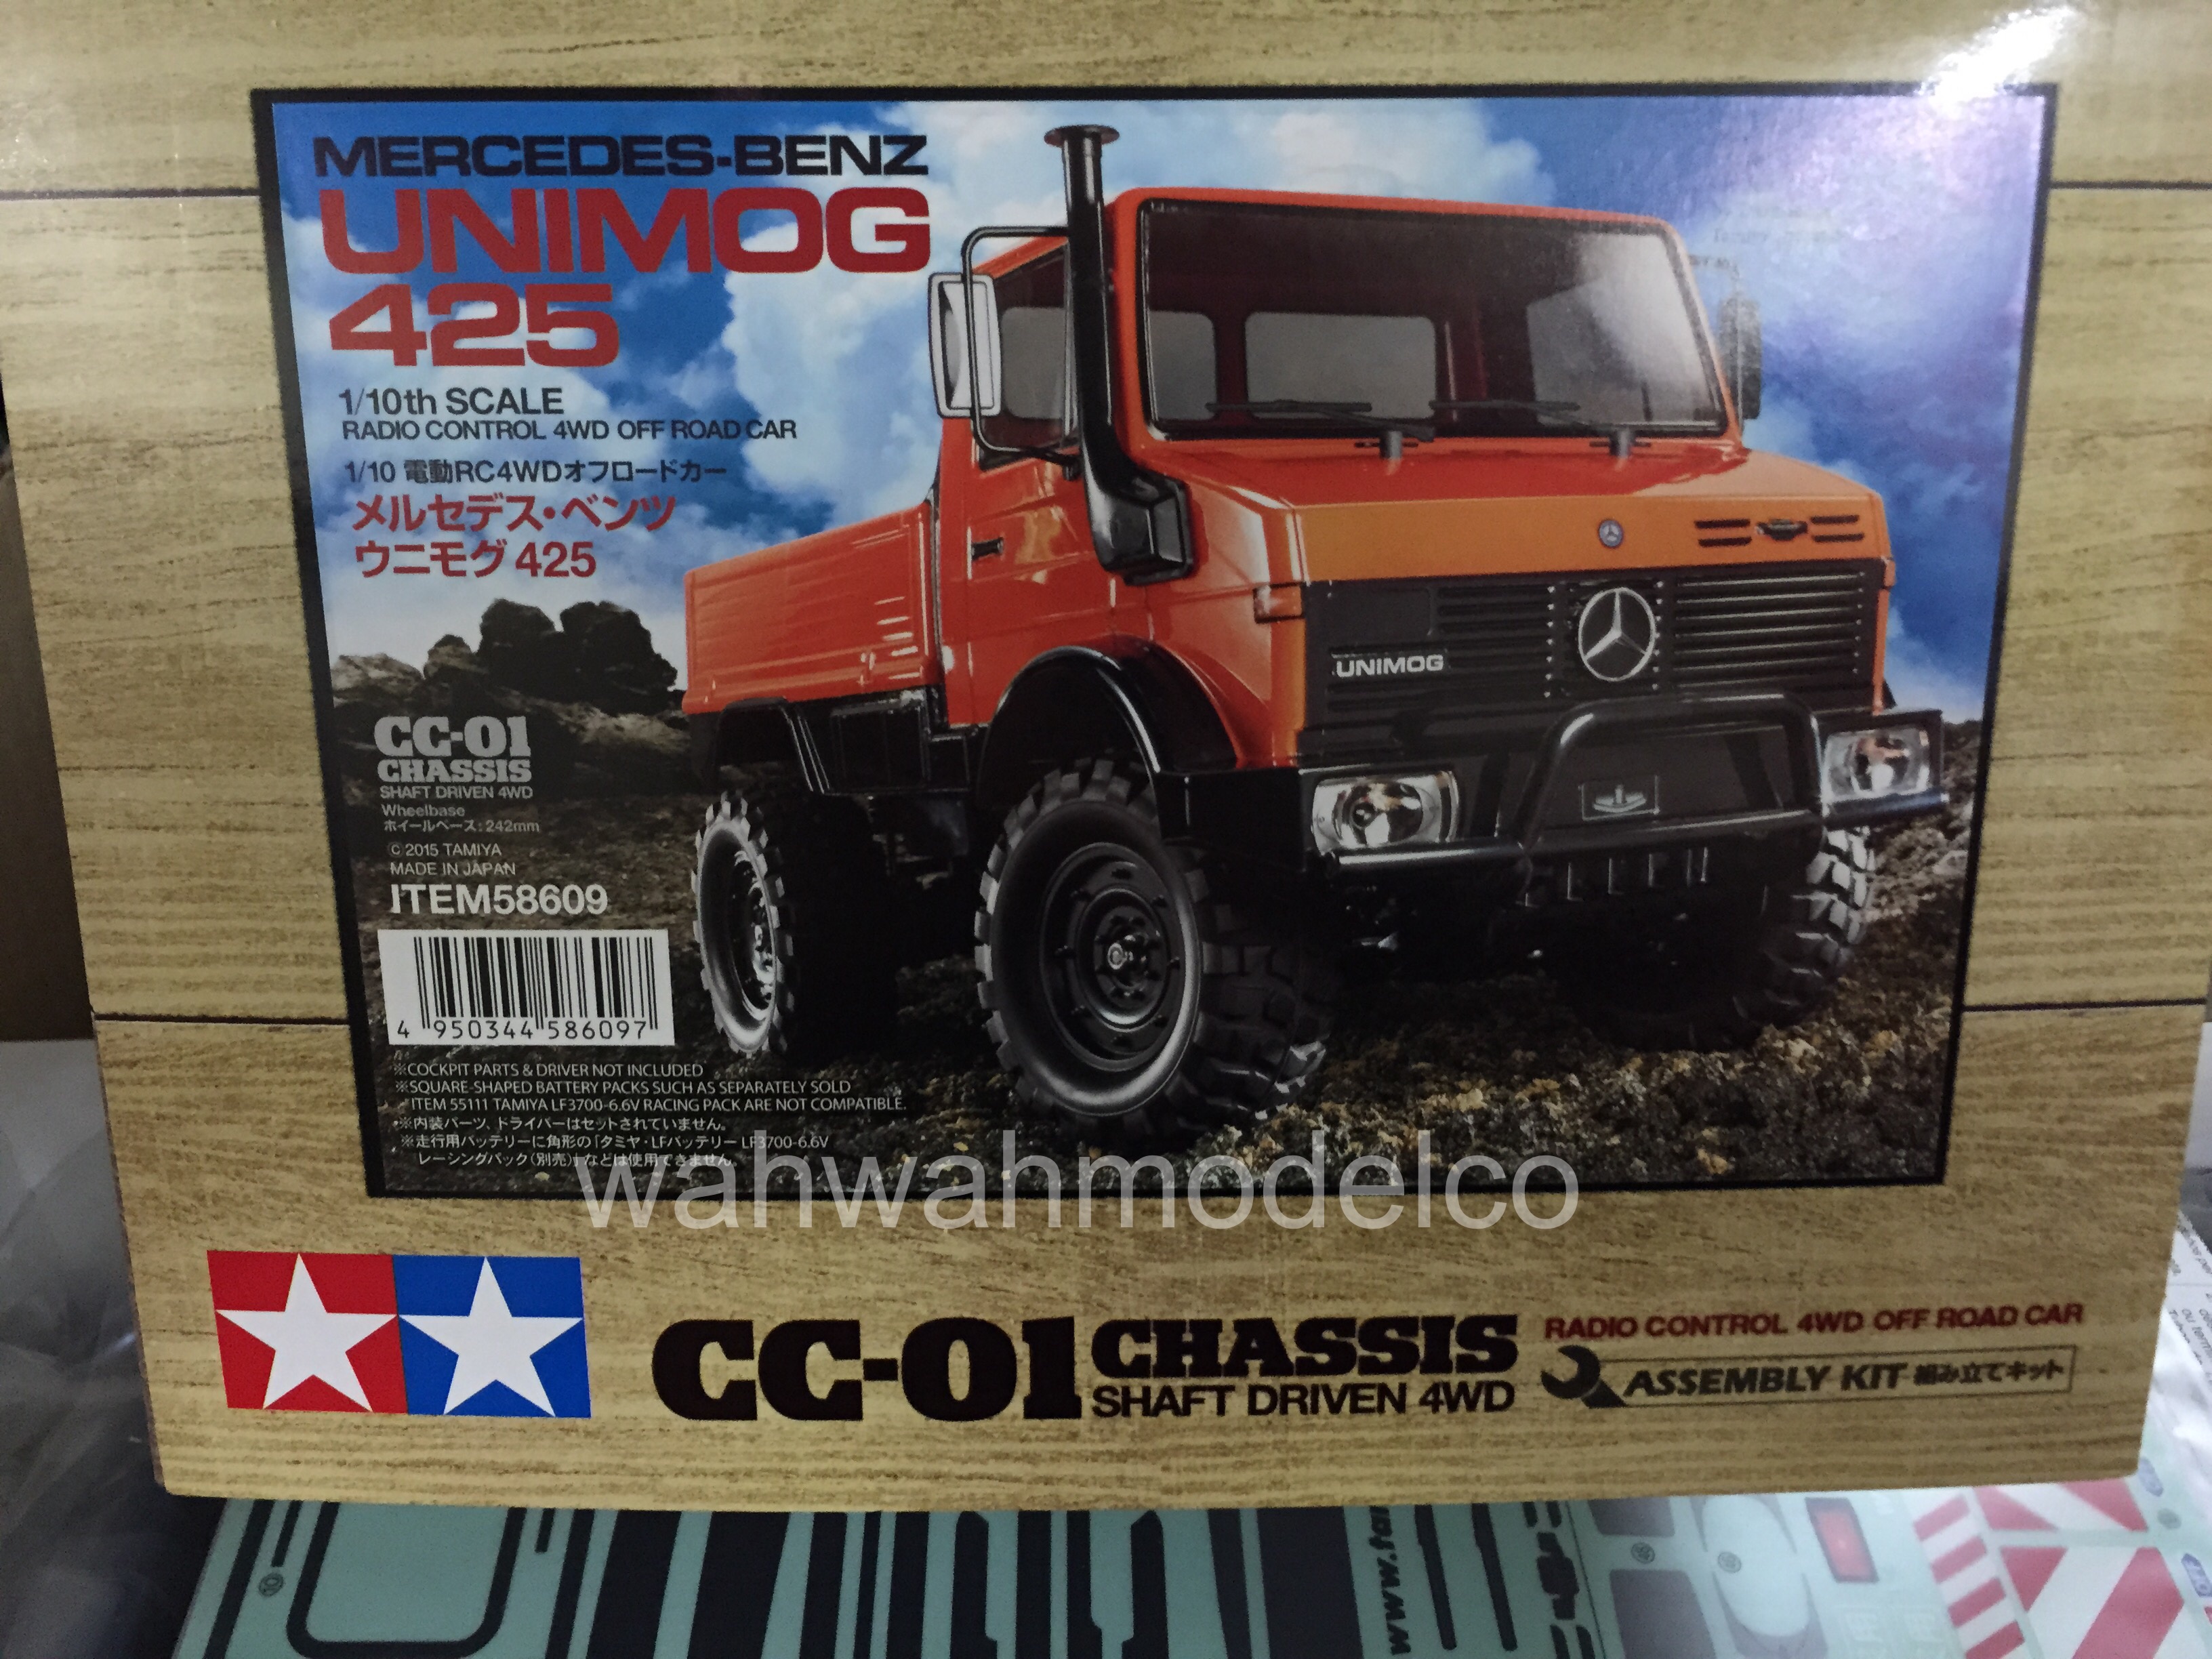 MERCEDES-BENZ
UNIMOG
425
1/10th SCALE
RADIO CONTROL 4WD OFF ROAD CAR
1/10 電動RC4WDオフロードカー
メルセデス・ベンツ
ウニモグ 425
UNIMOG
CC-01
CHASSIS
SHAFT DRIVEN 4WD
Wheelbase
ホイールベース:242mm
© 2015 TAMIYA
MADE IN JAPAN
ITEM58609
4 950344 586097
※COCKPIT PARTS & DRIVER NOT INCLUDED
※SQUARE-SHAPED BATTERY PACKS SUCH AS SEPARATELY SOLD
ITEM 55111 TAMIYA LF3700-6.6V RACING PACK ARE NOT COMPATIBLE.
※内装パーツ、ドライバーはセットされていません。
※走行用バッテリーに角形の「タミヤ・LFバッテリー LF3700-6.6V
レーシングパック(別売)」などは使用できません。
wahwahmodelco
CC-01 CHASSIS
SHAFT DRIVEN 4WD
RADIO CONTROL 4WD OFF ROAD CAR
ASSEMBLY KIT 組み立てキット